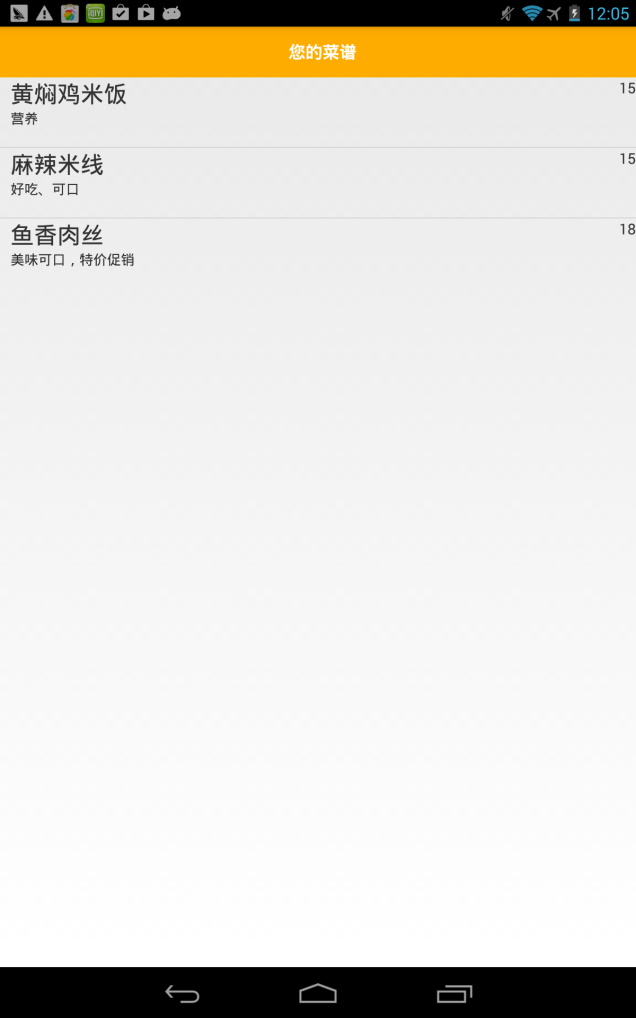 12:05
您的菜谱
黄焖鸡米饭
15
营养
麻辣米线
15
好吃、可口
鱼香肉丝
18
美味可口，特价促销